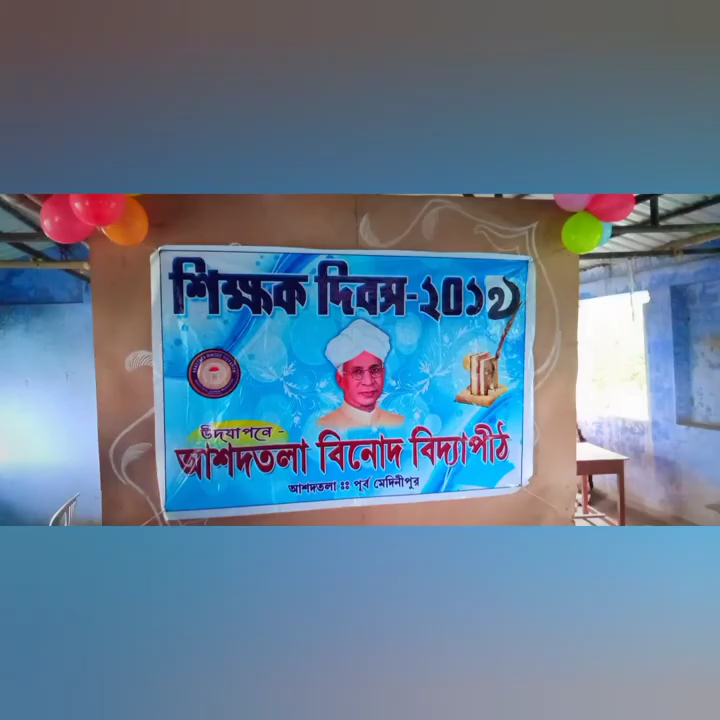 শিক্ষক দিবস-২০১৭
উদযাপনে -
আশদতলা বিনোদ বিদ্যাপীঠ
আশদতলা ঃঃ পূর্ব মেদিনীপুর